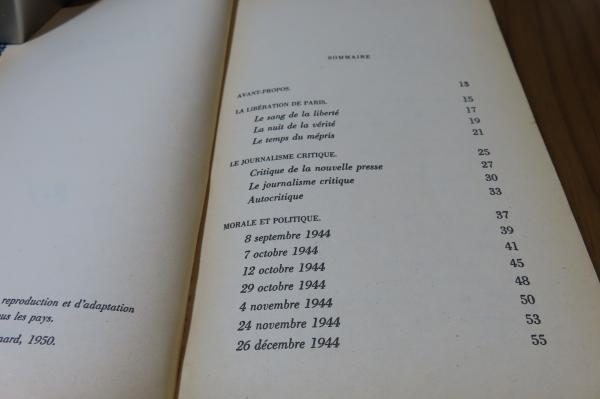 reproduction et d'adaptation
us les pays.
ard, 1950.
SOMMAIRE
AVANT-PROPOS. 13
LA LIBÉRATION DE PARIS. 15
Le sang de la liberté 17
La nuit de la vérité 19
Le temps du mépris 21
LE JOURNALISME CRITIQUE. 25
Critique de la nouvelle presse 27
Le journalisme critique 30
Autocritique 33
MORALE ET POLITIQUE. 37
8 septembre 1944 39
7 octobre 1944 41
12 octobre 1944 45
29 octobre 1944 48
4 novembre 1944 50
24 novembre 1944 53
26 décembre 1944 55